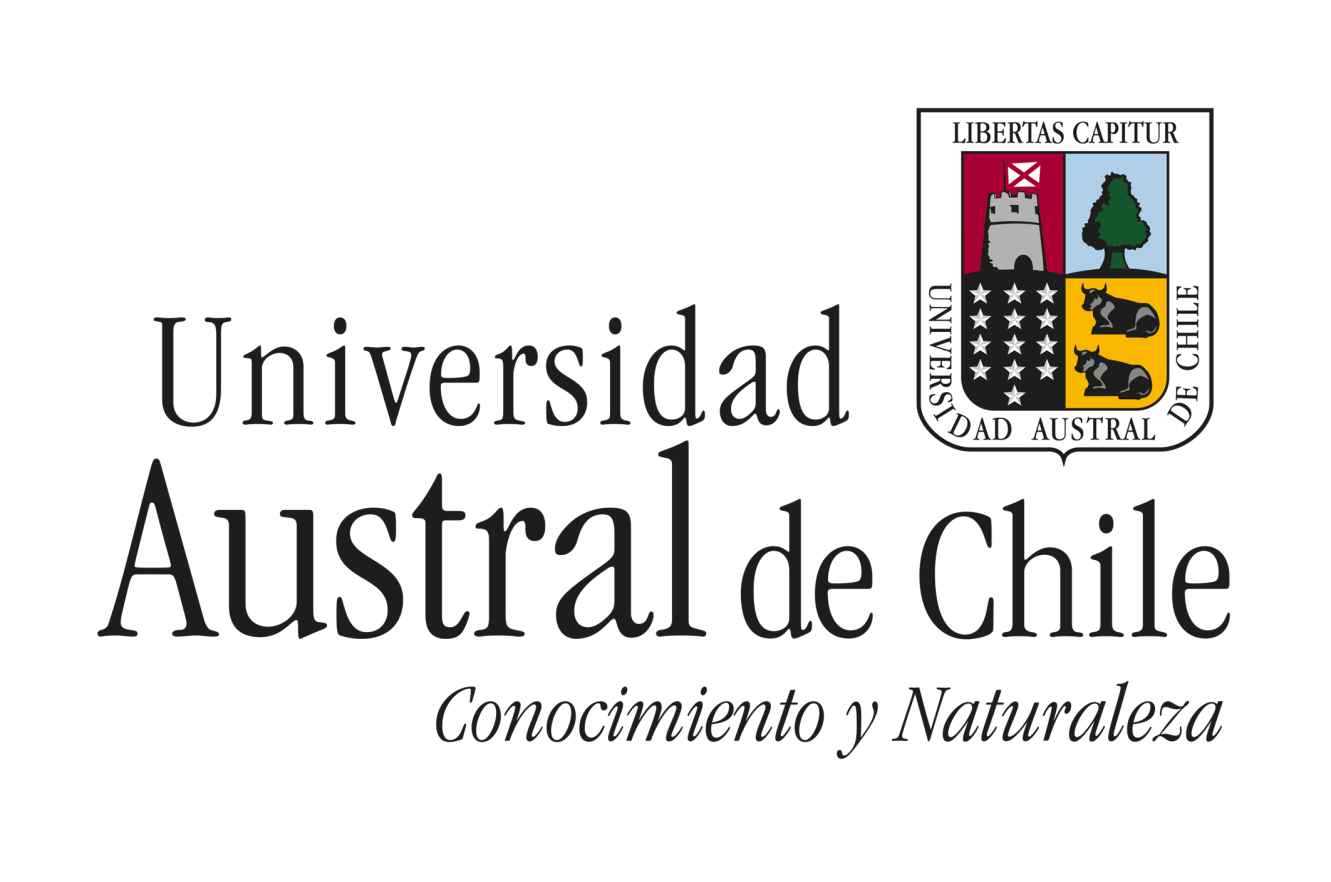 LIBERTAS CAPITUR
UNIVERSIDAD AUSTRAL DE CHILE
Universidad
Austral de Chile
Conocimiento y Naturaleza